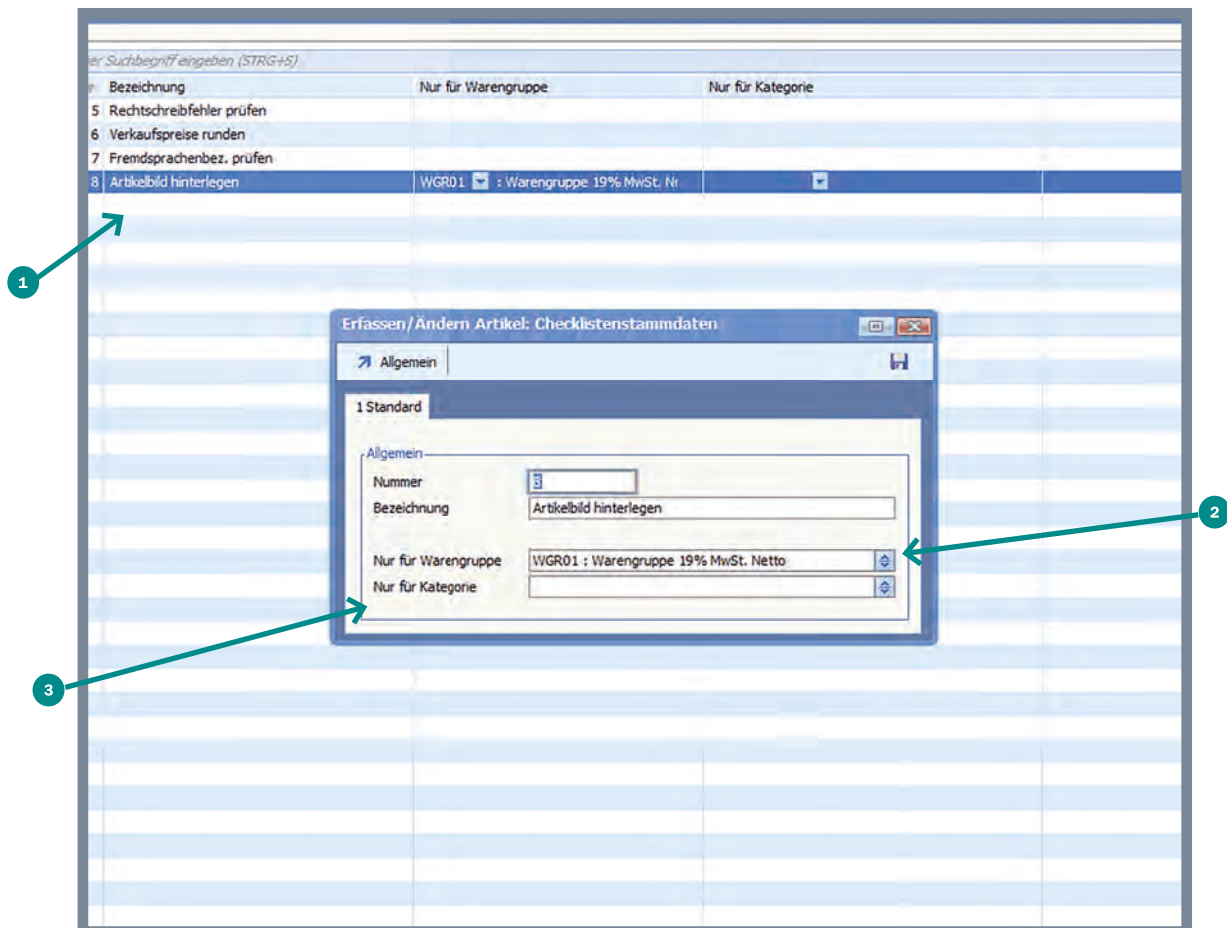 er Suchbegriff eingeben (STRG+S)
Bezeichnung Nur für Warengruppe Nur für Kategorie
5 Rechtschreibfehler prüfen
6 Verkaufspreise runden
7 Fremdsprachenbez. prüfen
8 Artikelbild hinterlegen WGR01 : Warengruppe 19% MwSt. Ne
1
Erfassen/Ändern Artikel: Checklistenstammdaten
Allgemein
1 Standard
Allgemein
Nummer
Bezeichnung Artikelbild hinterlegen
2
Nur für Warengruppe WGR01 : Warengruppe 19% MwSt. Netto
Nur für Kategorie
3